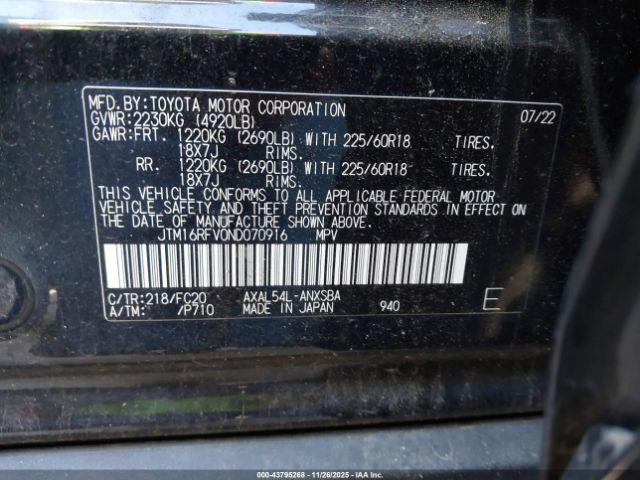 MFD.BY:TOYOTA MOTOR CORPORATION 07/22
GVWR:2230KG (4920LB)
GAWR:FRT. 1220KG (2690LB) WITH 225/60R18 TIRES.
18X7J RIMS.
RR. 1220KG (2690LB) WITH 225/60R18 TIRES.
18X7J RIMS.
THIS VEHICLE CONFORMS TO ALL APPLICABLE FEDERAL MOTOR
VEHICLE SAFETY AND THEFT PREVENTION STANDARDS IN EFFECT ON
THE DATE OF MANUFACTURE SHOWN ABOVE.
JTM16RFV0ND070916 MPV
C/TR:218/FC20 AXAL54L-ANXSBA
A/TM: /P710 MADE IN JAPAN 940 E
000-43795268 11/26/2025 IAAI.COM